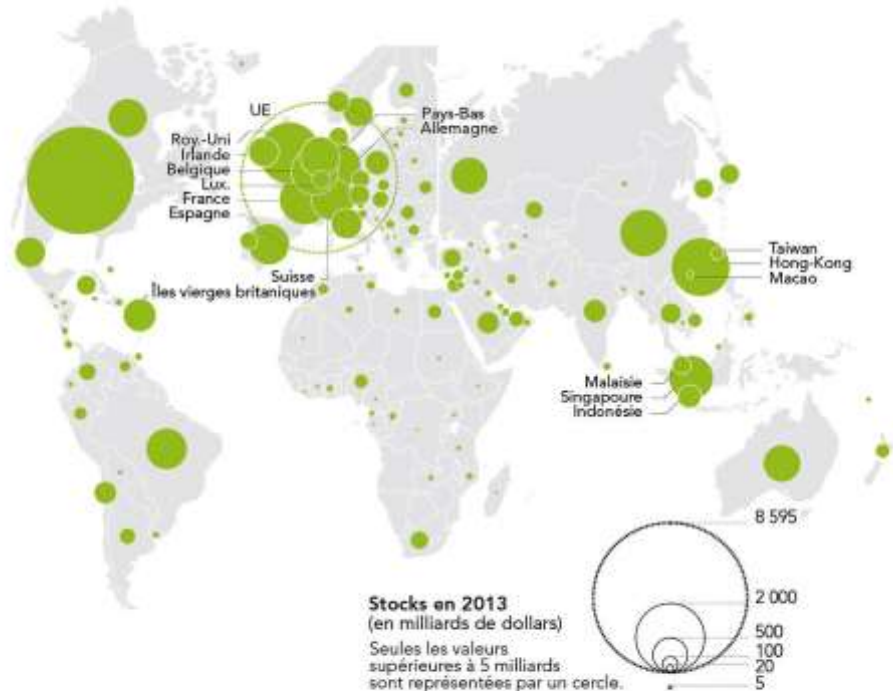 UE
Roy.-Uni
Irlande
Belgique
Lux.
France
Espagne
Pays-Bas
Allemagne
Suisse
Îles vierges britaniques
Taiwan
Hong-Kong
Macao
Malaisie
Singapoure
Indonésie
8 595
2 000
500
100
20
5
Stocks en 2013
(en milliards de dollars)
Seules les valeurs
supérieures à 5 milliards
sont représentées par un cercle.